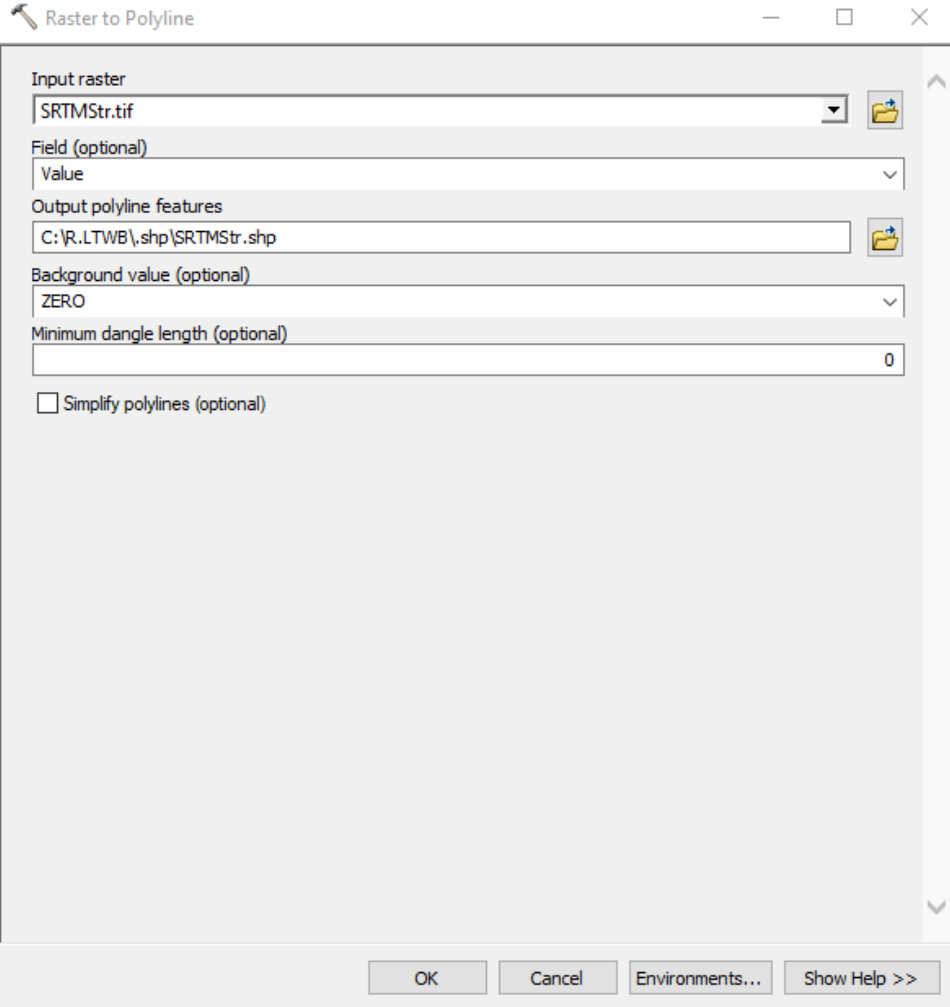 Raster to Polyline
Input raster
SRTMStr.tif
Field (optional)
Value
Output polyline features
C:\R.LTWB\.shp\SRTMStr.shp
Background value (optional)
ZERO
Minimum dangle length (optional)
0
Simplify polylines (optional)
OK Cancel Environments... Show Help >>